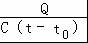 Q
C (t − t₀)